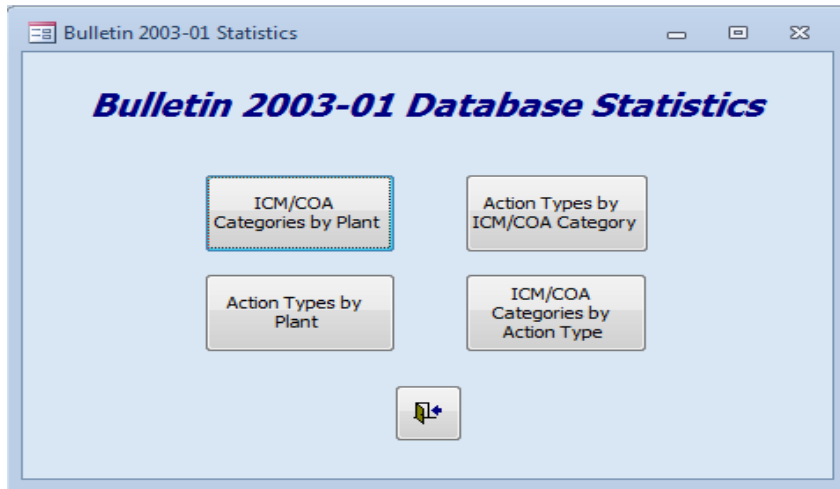 Bulletin 2003-01 Statistics
Bulletin 2003-01 Database Statistics
ICM/COA
Categories by Plant
Action Types by
ICM/COA Category
Action Types by
Plant
ICM/COA
Categories by
Action Type